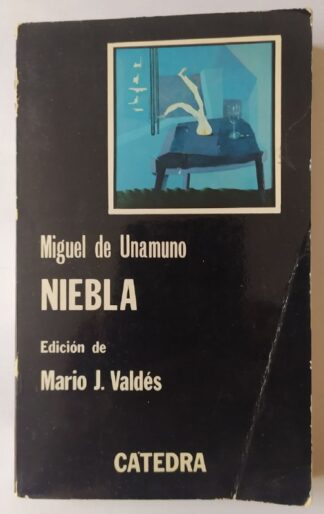 Miguel de Unamuno
NIEBLA
Edición de
Mario J. Valdés
CATEDRA